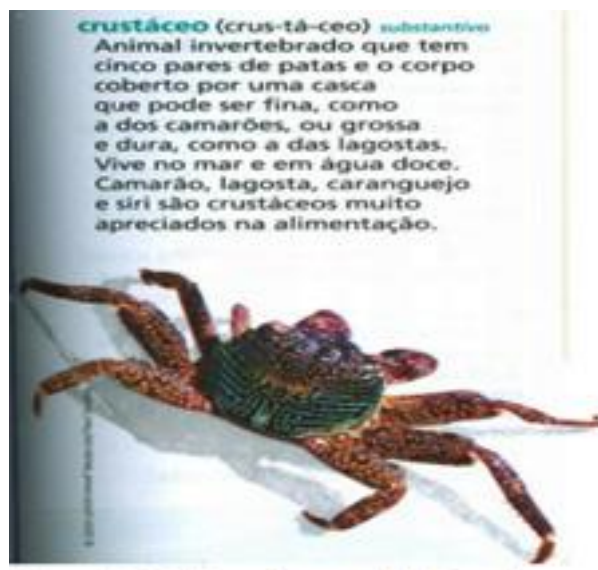 crustáceo (crus-tá-ceo) substantivo
Animal invertebrado que tem
cinco pares de patas e o corpo
coberto por uma casca
que pode ser fina, como
a dos camarões, ou grossa
e dura, como a das lagostas.
Vive no mar e em água doce.
Camarão, lagosta, caranguejo
e siri são crustáceos muito
apreciados na alimentação.